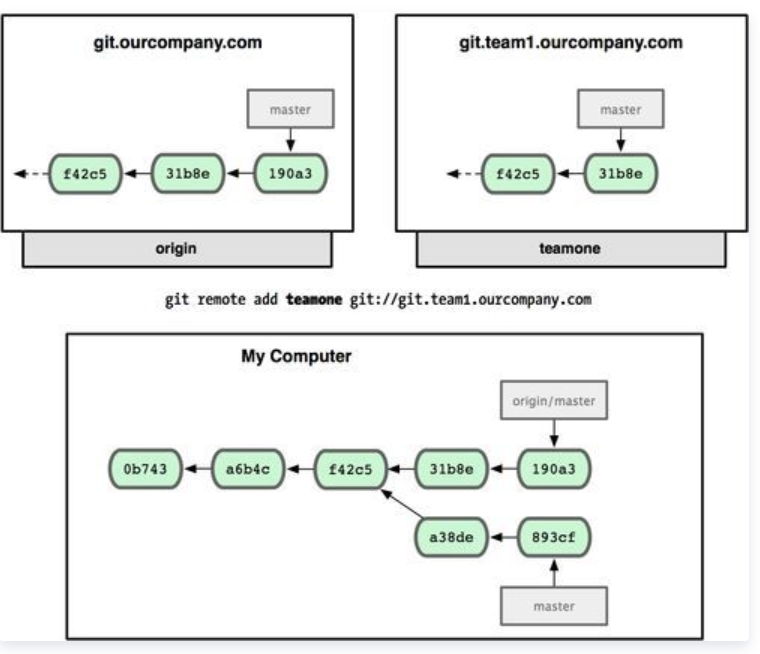 git.ourcompany.com
master
f42c5
31b8e
190a3
origin
git.team1.ourcompany.com
master
f42c5
31b8e
teamone
git remote add teamone git://git.team1.ourcompany.com
My Computer
origin/master
0b743
a6b4c
f42c5
31b8e
190a3
a38de
893cf
master